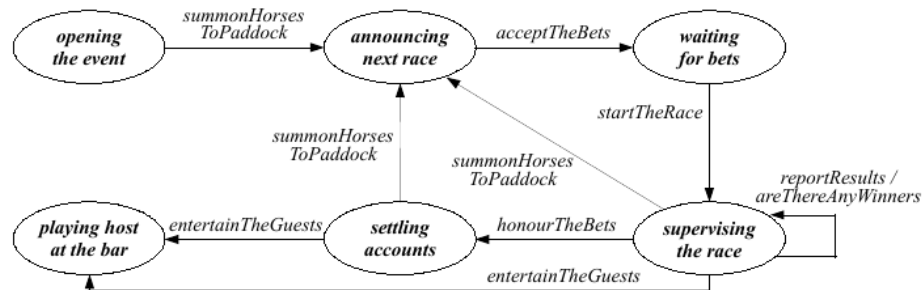 summonHorses
ToPaddock
opening
the event
announcing
next race
acceptTheBets
waiting
for bets
startTheRace
summonHorses
ToPaddock
summonHorses
ToPaddock
reportResults /
areThereAnyWinners
playing host
at the bar
entertainTheGuests
settling
accounts
honourTheBets
supervising
the race
entertainTheGuests